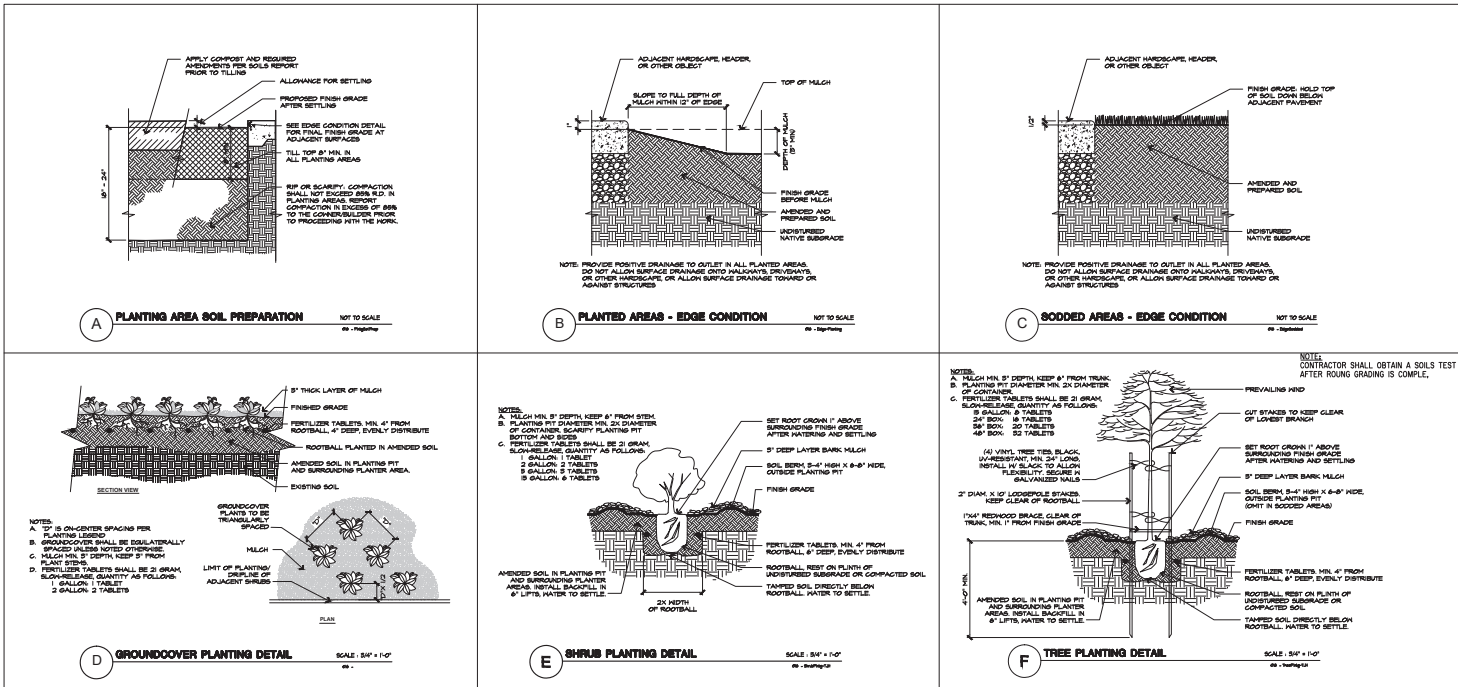 APPLY COMPOST AND REQUIRED
AMENDMENTS PER SOILS REPORT
PRIOR TO TILLING
ALLOWANCE FOR SETTLING
PROPOSED FINISH GRADE
AFTER SETTLING
SEE EDGE CONDITION DETAIL
FOR FINAL FINISH GRADE AT
ADJACENT SURFACES
TILL TOP 8" MIN. IN
ALL PLANTING AREAS
RIP OR SCARIFY: COMPACTION
SHALL NOT EXCEED 85% R.D. IN
PLANTING AREAS. REPORT
COMPACTION IN EXCESS OF 85%
TO THE OWNER/BUILDER PRIOR
TO PROCEEDING WITH THE WORK.
18" - 24"
A
PLANTING AREA SOIL PREPARATION
NOT TO SCALE
ADJACENT HARDSCAPE, HEADER,
OR OTHER OBJECT
TOP OF MULCH
SLOPE TO FULL DEPTH OF
MULCH WITHIN 12" OF EDGE
1"
DEPTH OF MULCH
(3" MIN)
FINISH GRADE
BEFORE MULCH
AMENDED AND
PREPARED SOIL
UNDISTURBED
NATIVE SUBGRADE
NOTE: PROVIDE POSITIVE DRAINAGE TO OUTLET IN ALL PLANTED AREAS.
DO NOT ALLOW SURFACE DRAINAGE ONTO WALKWAYS, DRIVEWAYS,
OR OTHER HARDSCAPE, OR ALLOW SURFACE DRAINAGE TOWARD OR
AGAINST STRUCTURES
B
PLANTED AREAS - EDGE CONDITION
NOT TO SCALE
ADJACENT HARDSCAPE, HEADER,
OR OTHER OBJECT
FINISH GRADE: HOLD TOP
OF SOIL DOWN BELOW
ADJACENT PAVEMENT
1/2"
AMENDED AND
PREPARED SOIL
UNDISTURBED
NATIVE SUBGRADE
NOTE: PROVIDE POSITIVE DRAINAGE TO OUTLET IN ALL PLANTED AREAS.
DO NOT ALLOW SURFACE DRAINAGE ONTO WALKWAYS, DRIVEWAYS,
OR OTHER HARDSCAPE, OR ALLOW SURFACE DRAINAGE TOWARD OR
AGAINST STRUCTURES
C
SODDED AREAS - EDGE CONDITION
NOT TO SCALE
3" THICK LAYER OF MULCH
FINISHED GRADE
FERTILIZER TABLETS. MIN. 4" FROM
ROOTBALL, 4" DEEP, EVENLY DISTRIBUTE
ROOTBALL PLANTED IN AMENDED SOIL
AMENDED SOIL IN PLANTING PIT
AND SURROUNDING PLANTER AREA.
EXISTING SOIL
SECTION VIEW
GROUNDCOVER
PLANTS TO BE
TRIANGULARLY
SPACED
MULCH
LIMIT OF PLANTING/
DRIPLINE OF
ADJACENT SHRUBS
"D"
"D"
"D" X 1/2
PLAN
NOTES:
A. "D" IS ON-CENTER SPACING PER
PLANTING LEGEND
B. GROUNDCOVER SHALL BE EQUILATERALLY
SPACED UNLESS NOTED OTHERWISE.
C. MULCH MIN. 3" DEPTH, KEEP 3" FROM
PLANT STEMS.
D. FERTILIZER TABLETS SHALL BE 21 GRAM,
SLOW-RELEASE, QUANTITY AS FOLLOWS:
1 GALLON: 1 TABLET
2 GALLON: 2 TABLETS
D
GROUNDCOVER PLANTING DETAIL
SCALE : 3/4" = 1'-0"
NOTES:
A. MULCH MIN. 3" DEPTH, KEEP 6" FROM STEM.
B. PLANTING PIT DIAMETER MIN. 2X DIAMETER
OF CONTAINER. SCARIFY PLANTING PIT
BOTTOM AND SIDES
C. FERTILIZER TABLETS SHALL BE 21 GRAM,
SLOW-RELEASE, QUANTITY AS FOLLOWS:
1 GALLON: 1 TABLET
2 GALLON: 2 TABLETS
5 GALLON: 3 TABLETS
15 GALLON: 6 TABLETS
SET ROOT CROWN 1" ABOVE
SURROUNDING FINISH GRADE
AFTER WATERING AND SETTLING
3" DEEP LAYER BARK MULCH
SOIL BERM, 3-4" HIGH X 6-8" WIDE,
OUTSIDE PLANTING PIT
FINISH GRADE
FERTILIZER TABLETS. MIN. 4" FROM
ROOTBALL, 6" DEEP, EVENLY DISTRIBUTE
ROOTBALL, REST ON PLINTH OF
UNDISTURBED SUBGRADE OR COMPACTED SOIL
TAMPED SOIL DIRECTLY BELOW
ROOTBALL. WATER TO SETTLE.
AMENDED SOIL IN PLANTING PIT
AND SURROUNDING PLANTER
AREAS. INSTALL BACKFILL IN
6" LIFTS, WATER TO SETTLE.
2X WIDTH
OF ROOTBALL
E
SHRUB PLANTING DETAIL
SCALE : 3/4" = 1'-0"
NOTE:
CONTRACTOR SHALL OBTAIN A SOILS TEST
AFTER ROUNG GRADING IS COMPLE,
NOTES:
A. MULCH MIN. 3" DEPTH, KEEP 6" FROM TRUNK.
B. PLANTING PIT DIAMETER MIN. 2X DIAMETER
OF CONTAINER.
C. FERTILIZER TABLETS SHALL BE 21 GRAM,
SLOW-RELEASE, QUANTITY AS FOLLOWS:
15 GALLON: 8 TABLETS
24" BOX: 16 TABLETS
36" BOX: 20 TABLETS
48" BOX: 32 TABLETS
(4) VINYL TREE TIES, BLACK,
UV-RESISTANT, MIN. 24" LONG,
INSTALL W/ SLACK TO ALLOW
FLEXIBILITY. SECURE W
GALVANIZED NAILS
2" DIAM. X 10' LODGEPOLE STAKES.
KEEP CLEAR OF ROOTBALL
1"X4" REDWOOD BRACE, CLEAR OF
TRUNK, MIN. 1" FROM FINISH GRADE
PREVAILING WIND
CUT STAKES TO KEEP CLEAR
OF LOWEST BRANCH
SET ROOT CROWN 1" ABOVE
SURROUNDING FINISH GRADE
AFTER WATERING AND SETTLING
3" DEEP LAYER BARK MULCH
SOIL BERM, 3-4" HIGH X 6-8" WIDE,
OUTSIDE PLANTING PIT
(OMIT IN SODDED AREAS)
FINISH GRADE
FERTILIZER TABLETS. MIN. 4" FROM
ROOTBALL, 6" DEEP, EVENLY DISTRIBUTE
ROOTBALL, REST ON PLINTH OF
UNDISTURBED SUBGRADE OR
COMPACTED SOIL
TAMPED SOIL DIRECTLY BELOW
ROOTBALL. WATER TO SETTLE.
4'-0" MIN.
AMENDED SOIL IN PLANTING PIT
AND SURROUNDING PLANTER
AREAS. INSTALL BACKFILL IN
6" LIFTS, WATER TO SETTLE.
F
TREE PLANTING DETAIL
SCALE : 3/4" = 1'-0"